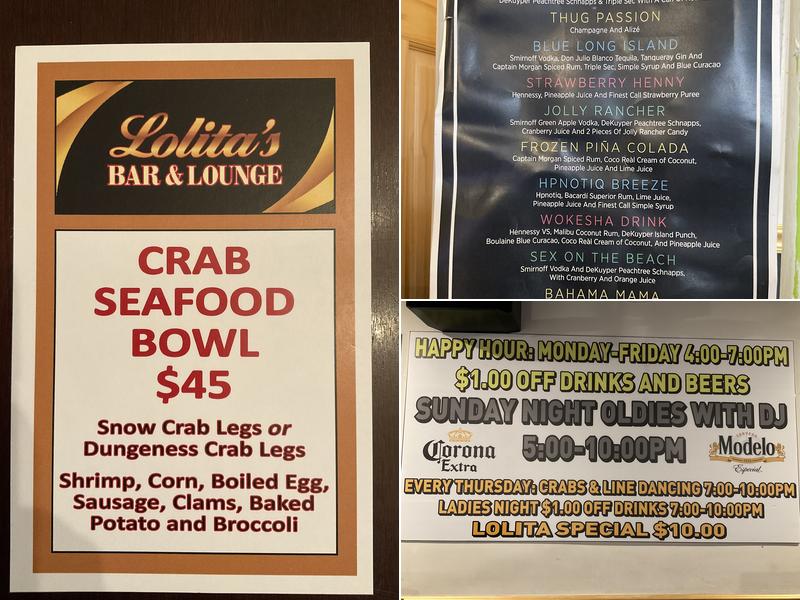 Lolita's
BAR & LOUNGE
CRAB
SEAFOOD
BOWL
$45
Snow Crab Legs or
Dungeness Crab Legs
Shrimp, Corn, Boiled Egg,
Sausage, Clams, Baked
Potato and Broccoli
DeKuyper Peachtree Schnapps & Triple Sec With A
THUG PASSION
Champagne And Alizé
BLUE LONG ISLAND
Smirnoff Vodka, Don Julio Blanco Tequila, Tanqueray Gin And
Captain Morgan Spiced Rum, Triple Sec, Simple Syrup And Blue Curacao
STRAWBERRY HENNY
Hennessy, Pineapple Juice And Finest Call Strawberry Puree
JOLLY RANCHER
Smirnoff Green Apple Vodka, DeKuyper Peachtree Schnapps,
Cranberry Juice And 2 Pieces Of Jolly Rancher Candy
FROZEN PIÑA COLADA
Captain Morgan Spiced Rum, Coco Reàl Cream of Coconut,
Pineapple Juice And Lime Juice
HPNOTIQ BREEZE
Hpnotiq, Bacardi Superior Rum, Lime Juice,
Pineapple Juice And Finest Call Simple Syrup
WOKESHA DRINK
Hennessy VS, Malibu Coconut Rum, DeKuyper Island Punch,
Boulaine Blue Curacao, Coco Reàl Cream of Coconut, And Pineapple Juice
SEX ON THE BEACH
Smirnoff Vodka And DeKuyper Peachtree Schnapps,
With Cranberry And Orange Juice
BAHAMA MAMA
HAPPY HOUR: MONDAY-FRIDAY 4:00-7:00PM
$1.00 OFF DRINKS AND BEERS
SUNDAY NIGHT OLDIES WITH DJ
5:00-10:00PM
Corona
Extra
CERVEZA
Modelo
Especial
EVERY THURSDAY: CRABS & LINE DANCING 7:00-10:00PM
LADIES NIGHT $1.00 OFF DRINKS 7:00-10:00PM
LOLITA SPECIAL $10.00